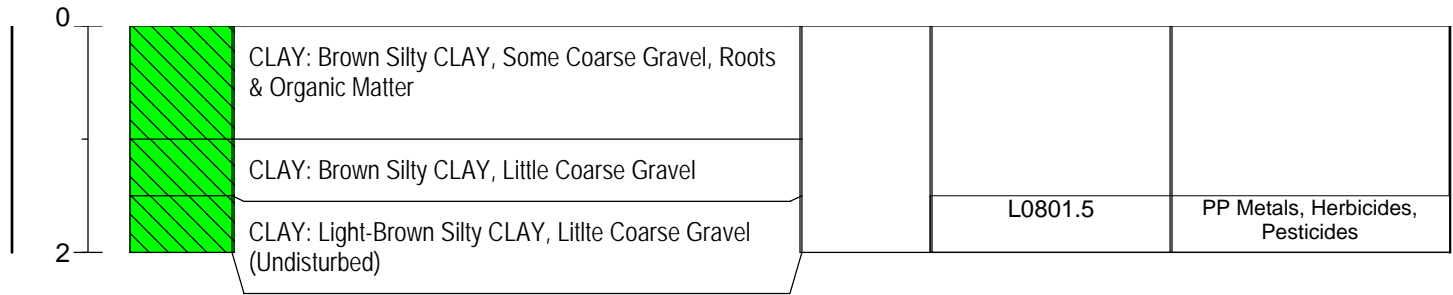 0
CLAY: Brown Silty CLAY, Some Coarse Gravel, Roots
& Organic Matter
CLAY: Brown Silty CLAY, Little Coarse Gravel
CLAY: Light-Brown Silty CLAY, Litlte Coarse Gravel
(Undisturbed)
L0801.5
PP Metals, Herbicides,
Pesticides
2